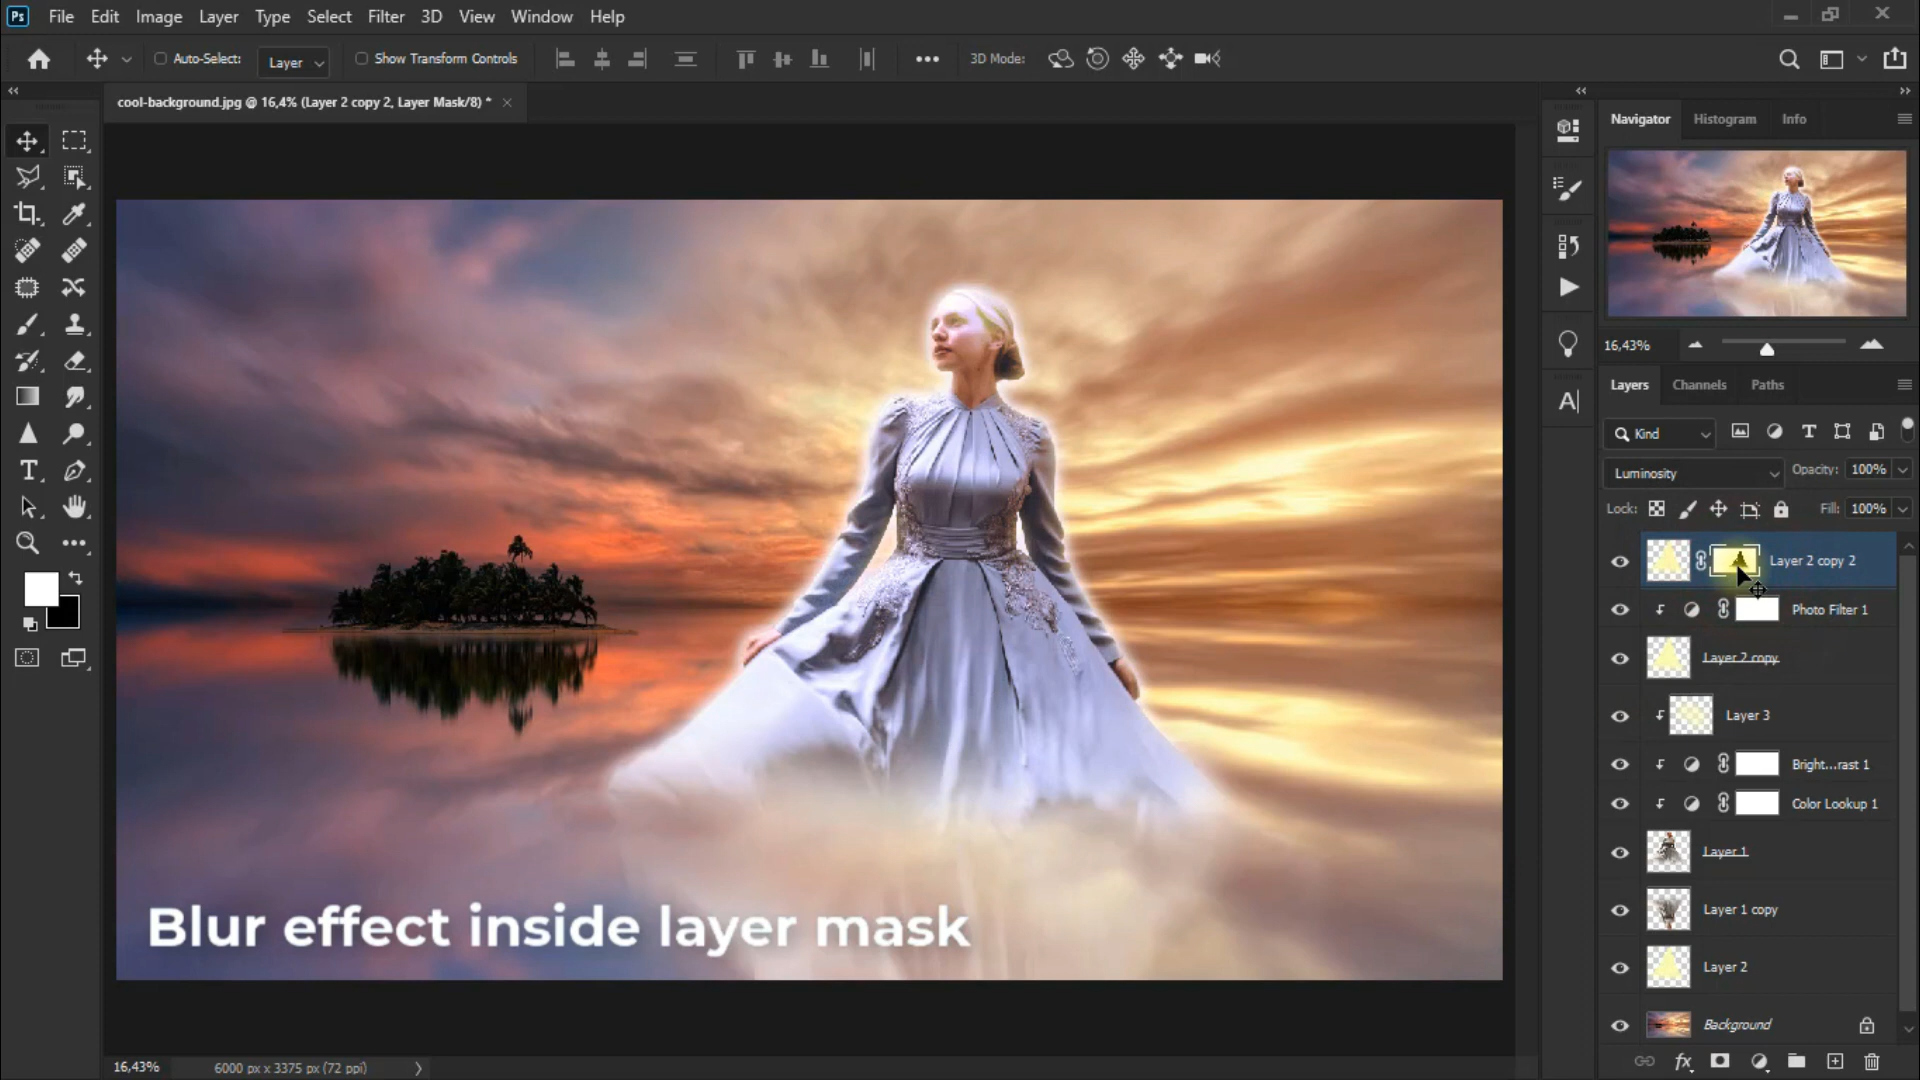 Ps File Edit Image Layer Type Select Filter 3D View Window Help
Auto-Select: Layer Show Transform Controls 3D Mode:
cool-background.jpg @ 16,4% (Layer 2 copy 2, Layer Mask/8) *
Navigator Histogram Info
16,43%
Layers Channels Paths
Kind
Luminosity Opacity: 100%
Lock: Fill: 100%
Layer 2 copy 2
Photo Filter 1
Layer 2 copy
Layer 3
Bright...rast 1
Color Lookup 1
Layer 1
Layer 1 copy
Layer 2
Background
Blur effect inside layer mask
16,43% 6000 px x 3375 px (72 ppi)